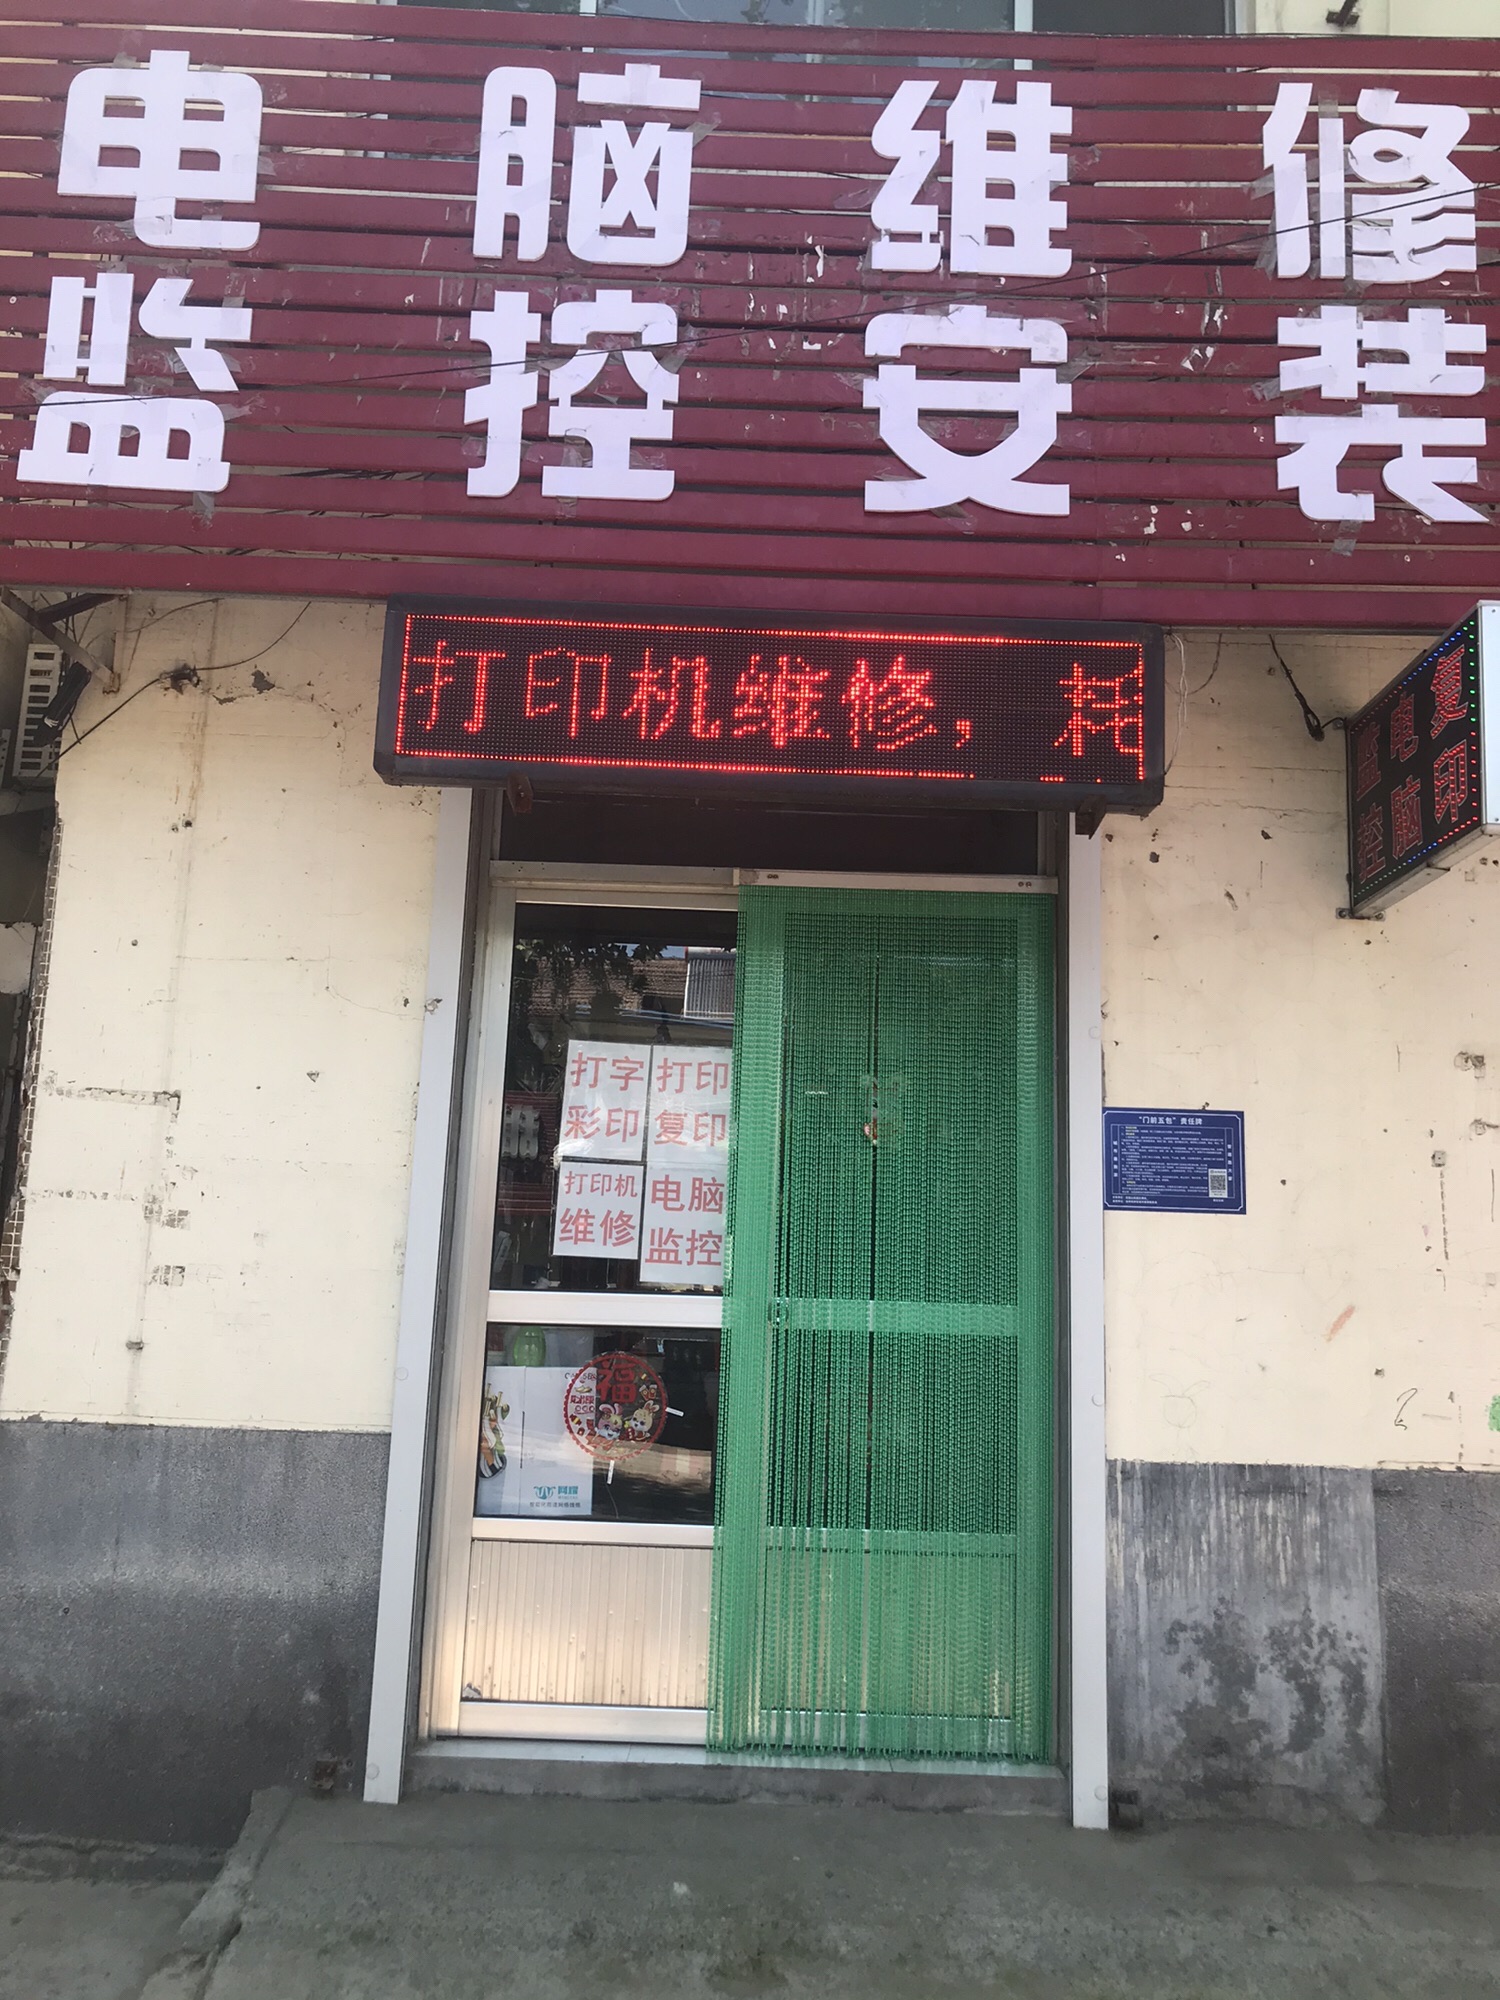 电脑维修
监控安装
打印机维修，耗
复印
电脑
监控
打字
彩印
打印
复印
打印机
维修
电脑
监控
"门前五包"责任牌
福
网线